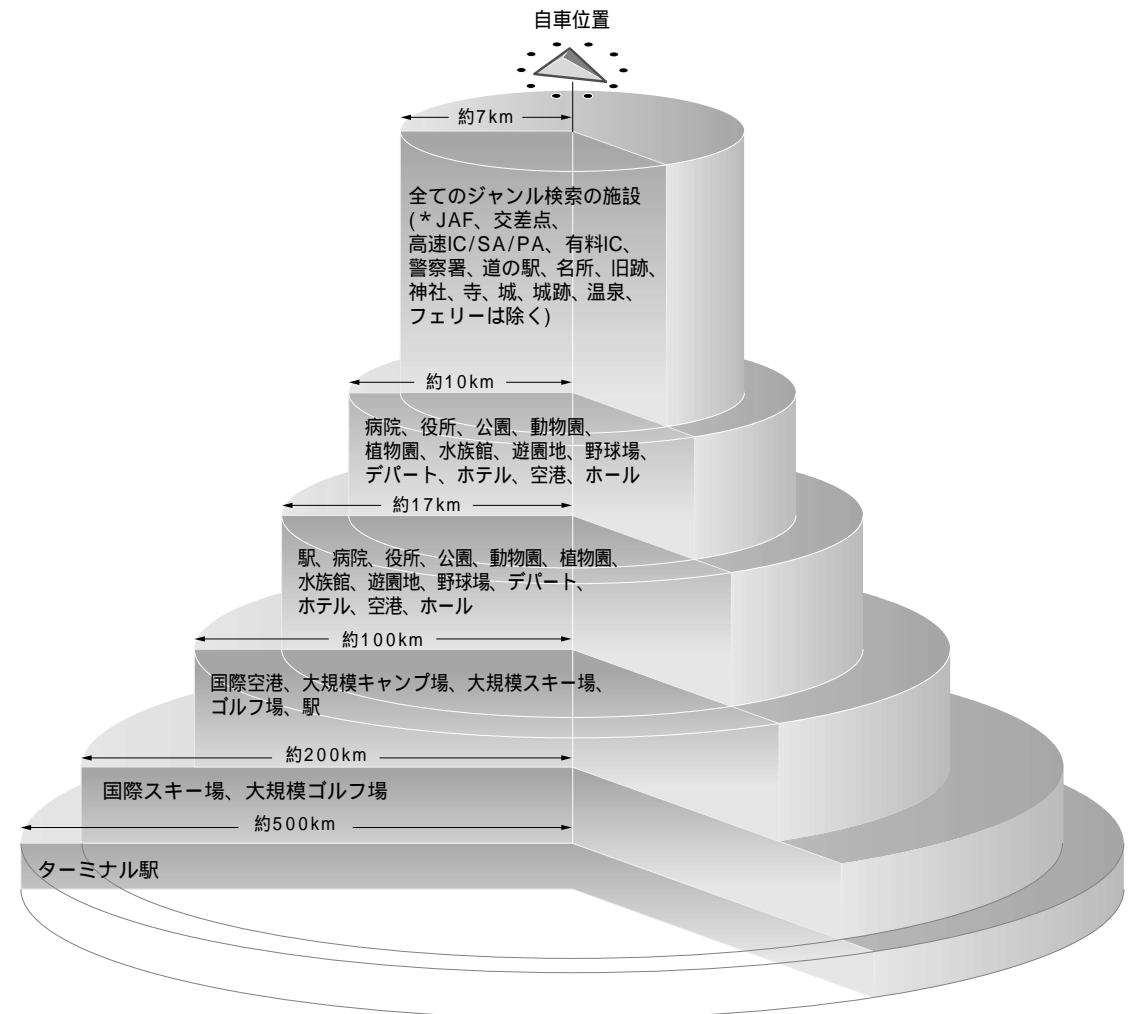 自車位置
約7km
全てのジャンル検索の施設
(*JAF、交差点、
高速IC/SA/PA、有料IC、
警察署、道の駅、名所、旧跡、
神社、寺、城、城跡、温泉、
フェリーは除く)
約10km
病院、役所、公園、動物園、
植物園、水族館、遊園地、野球場、
デパート、ホテル、空港、ホール
約17km
駅、病院、役所、公園、動物園、植物園、
水族館、遊園地、野球場、デパート、
ホテル、空港、ホール
約100km
国際空港、大規模キャンプ場、大規模スキー場、
ゴルフ場、駅
約200km
国際スキー場、大規模ゴルフ場
約500km
ターミナル駅